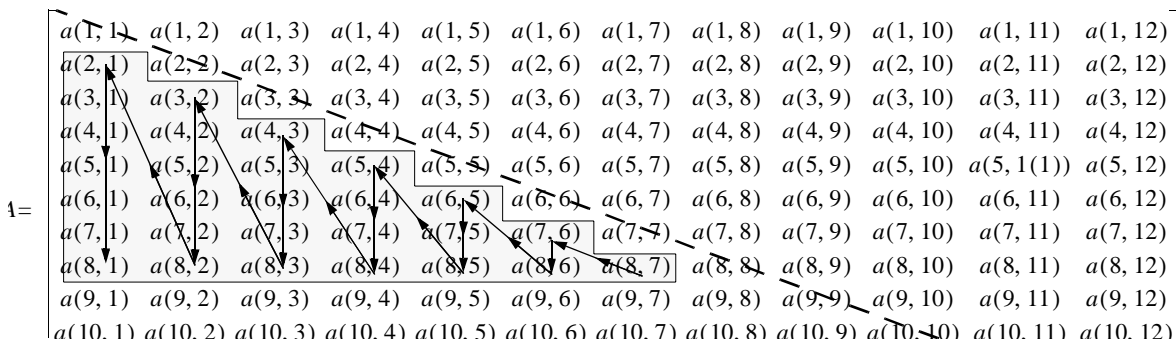 a(1, 1) a(1, 2) a(1, 3) a(1, 4) a(1, 5) a(1, 6) a(1, 7) a(1, 8) a(1, 9) a(1, 10) a(1, 11) a(1, 12)
a(2, 1) a(2, 2) a(2, 3) a(2, 4) a(2, 5) a(2, 6) a(2, 7) a(2, 8) a(2, 9) a(2, 10) a(2, 11) a(2, 12)
a(3, 1) a(3, 2) a(3, 3) a(3, 4) a(3, 5) a(3, 6) a(3, 7) a(3, 8) a(3, 9) a(3, 10) a(3, 11) a(3, 12)
a(4, 1) a(4, 2) a(4, 3) a(4, 4) a(4, 5) a(4, 6) a(4, 7) a(4, 8) a(4, 9) a(4, 10) a(4, 11) a(4, 12)
a(5, 1) a(5, 2) a(5, 3) a(5, 4) a(5, 5) a(5, 6) a(5, 7) a(5, 8) a(5, 9) a(5, 10) a(5, 1(1)) a(5, 12)
A= a(6, 1) a(6, 2) a(6, 3) a(6, 4) a(6, 5) a(6, 6) a(6, 7) a(6, 8) a(6, 9) a(6, 10) a(6, 11) a(6, 12)
a(7, 1) a(7, 2) a(7, 3) a(7, 4) a(7, 5) a(7, 6) a(7, 7) a(7, 8) a(7, 9) a(7, 10) a(7, 11) a(7, 12)
a(8, 1) a(8, 2) a(8, 3) a(8, 4) a(8, 5) a(8, 6) a(8, 7) a(8, 8) a(8, 9) a(8, 10) a(8, 11) a(8, 12)
a(9, 1) a(9, 2) a(9, 3) a(9, 4) a(9, 5) a(9, 6) a(9, 7) a(9, 8) a(9, 9) a(9, 10) a(9, 11) a(9, 12)
a(10, 1) a(10, 2) a(10, 3) a(10, 4) a(10, 5) a(10, 6) a(10, 7) a(10, 8) a(10, 9) a(10, 10) a(10, 11) a(10, 12)